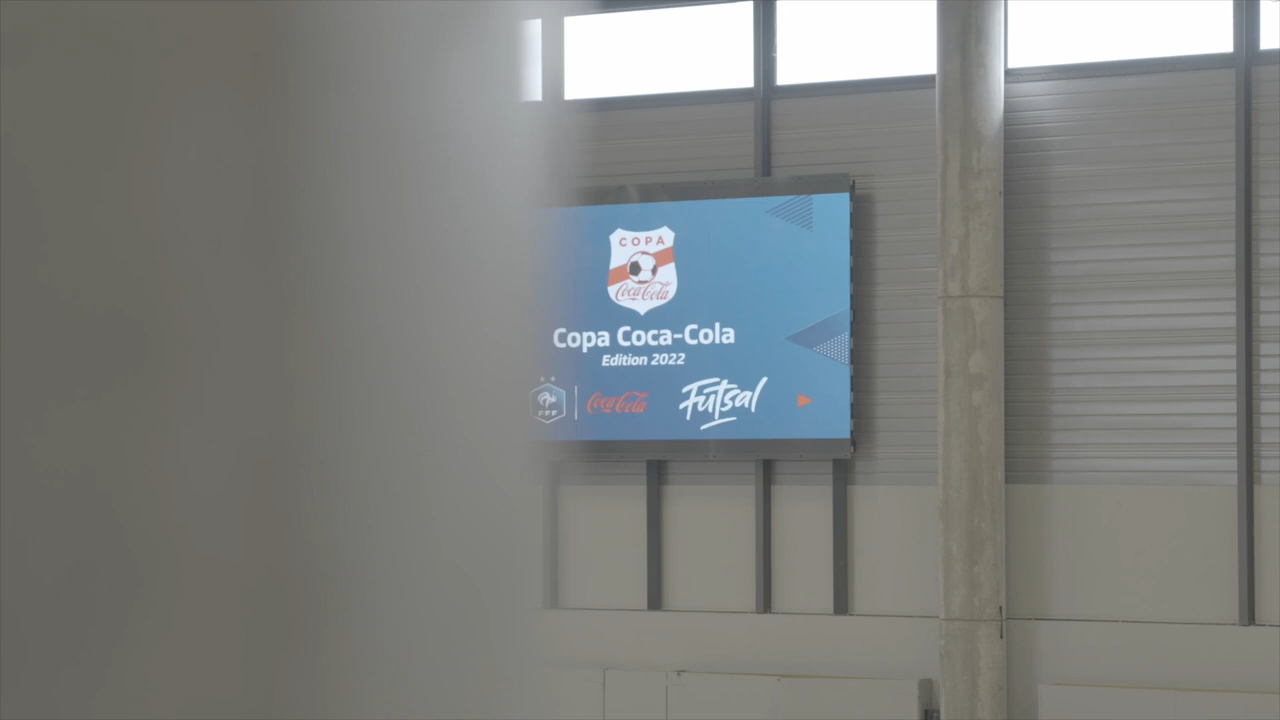 COPA
Coca-Cola
Copa Coca-Cola
Edition 2022
FFF
Coca-Cola
Futsal